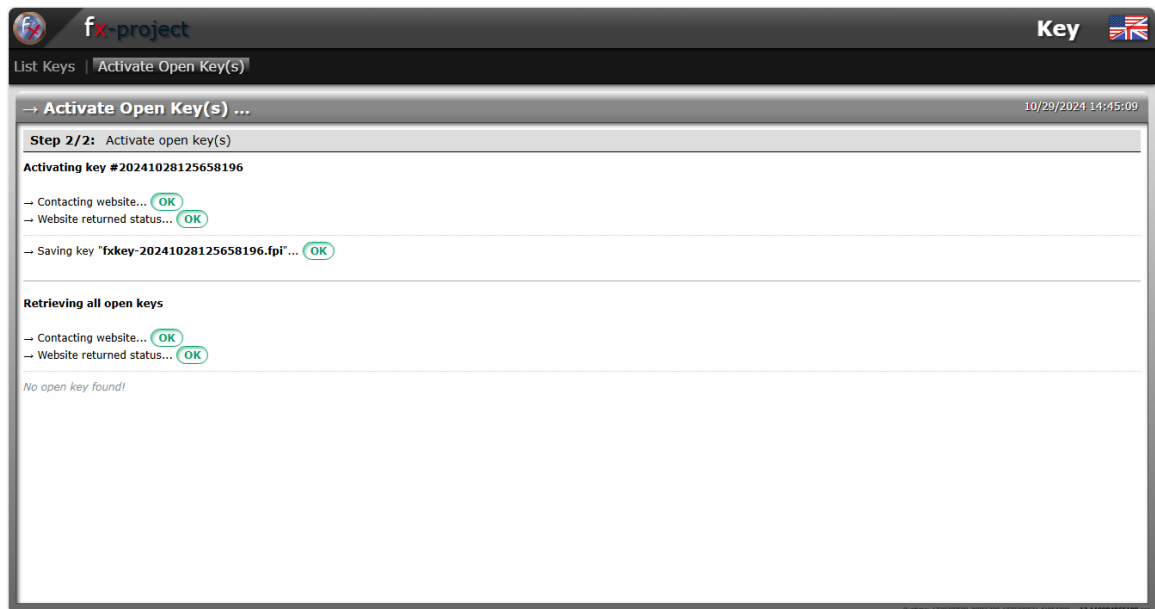 fx-project
Key
List Keys | Activate Open Key(s)
→ Activate Open Key(s) ...
10/29/2024 14:45:09
Step 2/2: Activate open key(s)
Activating key #20241028125658196
→ Contacting website... OK
→ Website returned status... OK
→ Saving key "fxkey-20241028125658196.fpi"... OK
Retrieving all open keys
→ Contacting website... OK
→ Website returned status... OK
No open key found!